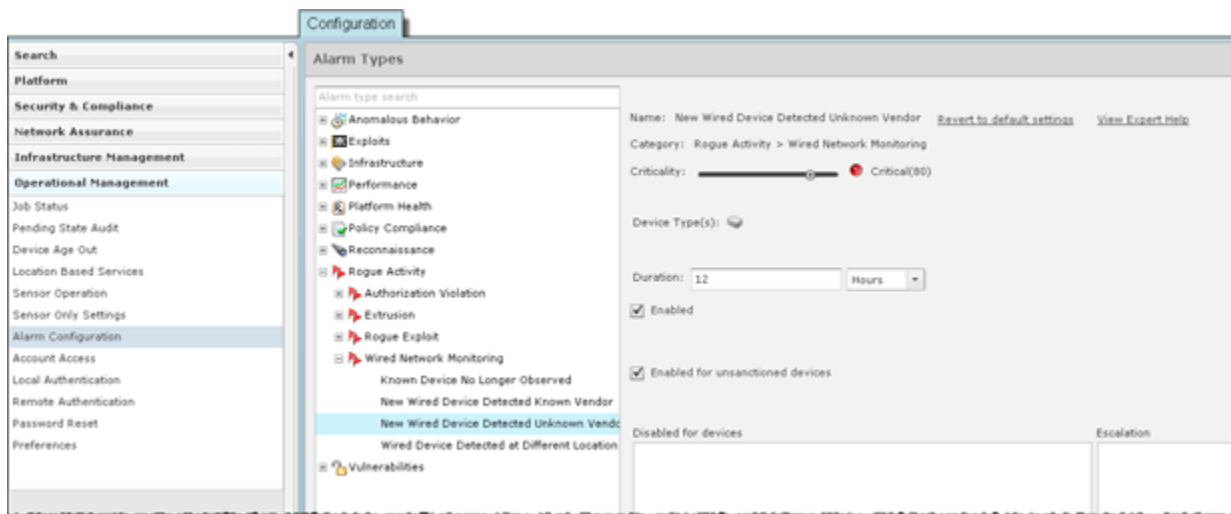 Configuration
Search
Platform
Security & Compliance
Network Assurance
Infrastructure Management
Operational Management
Job Status
Pending State Audit
Device Age Out
Location Based Services
Sensor Operation
Sensor Only Settings
Alarm Configuration
Account Access
Local Authentication
Remote Authentication
Password Reset
Preferences
Alarm Types
Alarm type search
Anomalous Behavior
Exploits
Infrastructure
Performance
Platform Health
Policy Compliance
Reconnaissance
Rogue Activity
Authorization Violation
Extrusion
Rogue Exploit
Wired Network Monitoring
Known Device No Longer Observed
New Wired Device Detected Known Vendor
New Wired Device Detected Unknown Vendo
Wired Device Detected at Different Location
Vulnerabilities
Name: New Wired Device Detected Unknown Vendor Revert to default settings View Expert Help
Category: Rogue Activity > Wired Network Monitoring
Criticality: Critical(80)
Device Type(s):
Duration: 12 Hours
Enabled
Enabled for unsanctioned devices
Disabled for devices Escalation